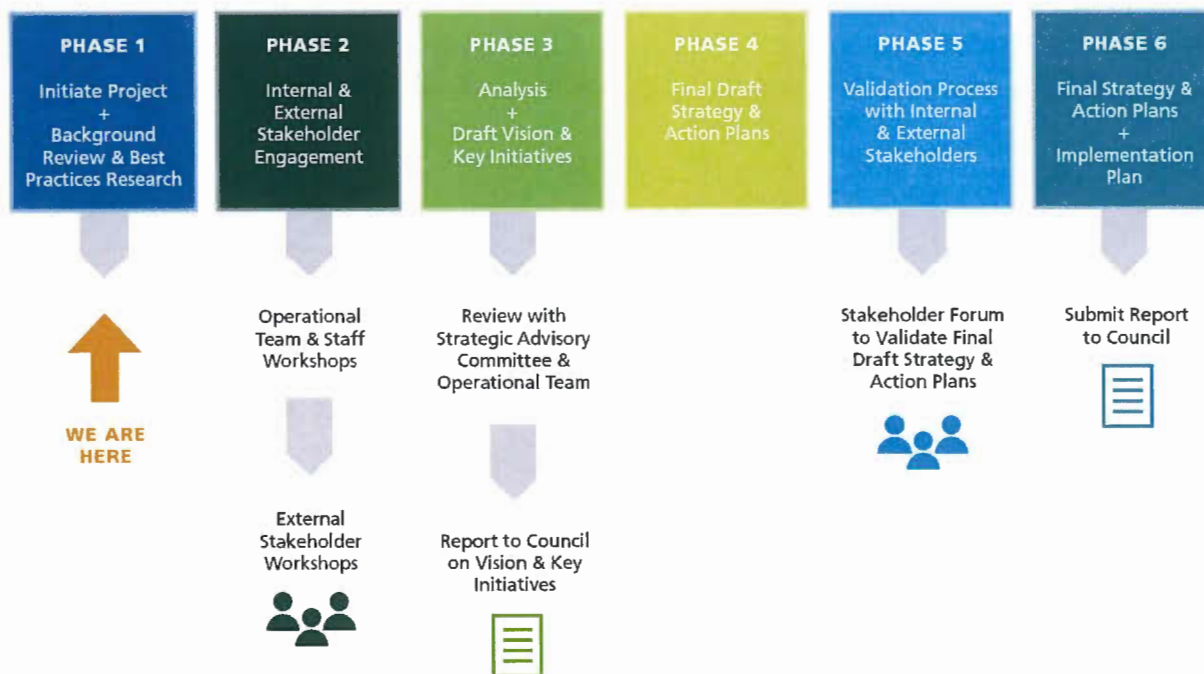 PHASE 1
Initiate Project
+
Background
Review & Best
Practices Research
WE ARE
HERE
PHASE 2
Internal &
External
Stakeholder
Engagement
Operational
Team & Staff
Workshops
External
Stakeholder
Workshops
PHASE 3
Analysis
+
Draft Vision &
Key Initiatives
Review with
Strategic Advisory
Committee &
Operational Team
Report to Council
on Vision & Key
Initiatives
PHASE 4
Final Draft
Strategy &
Action Plans
PHASE 5
Validation Process
with Internal
& External
Stakeholders
Stakeholder Forum
to Validate Final
Draft Strategy &
Action Plans
PHASE 6
Final Strategy &
Action Plans
+
Implementation
Plan
Submit Report
to Council